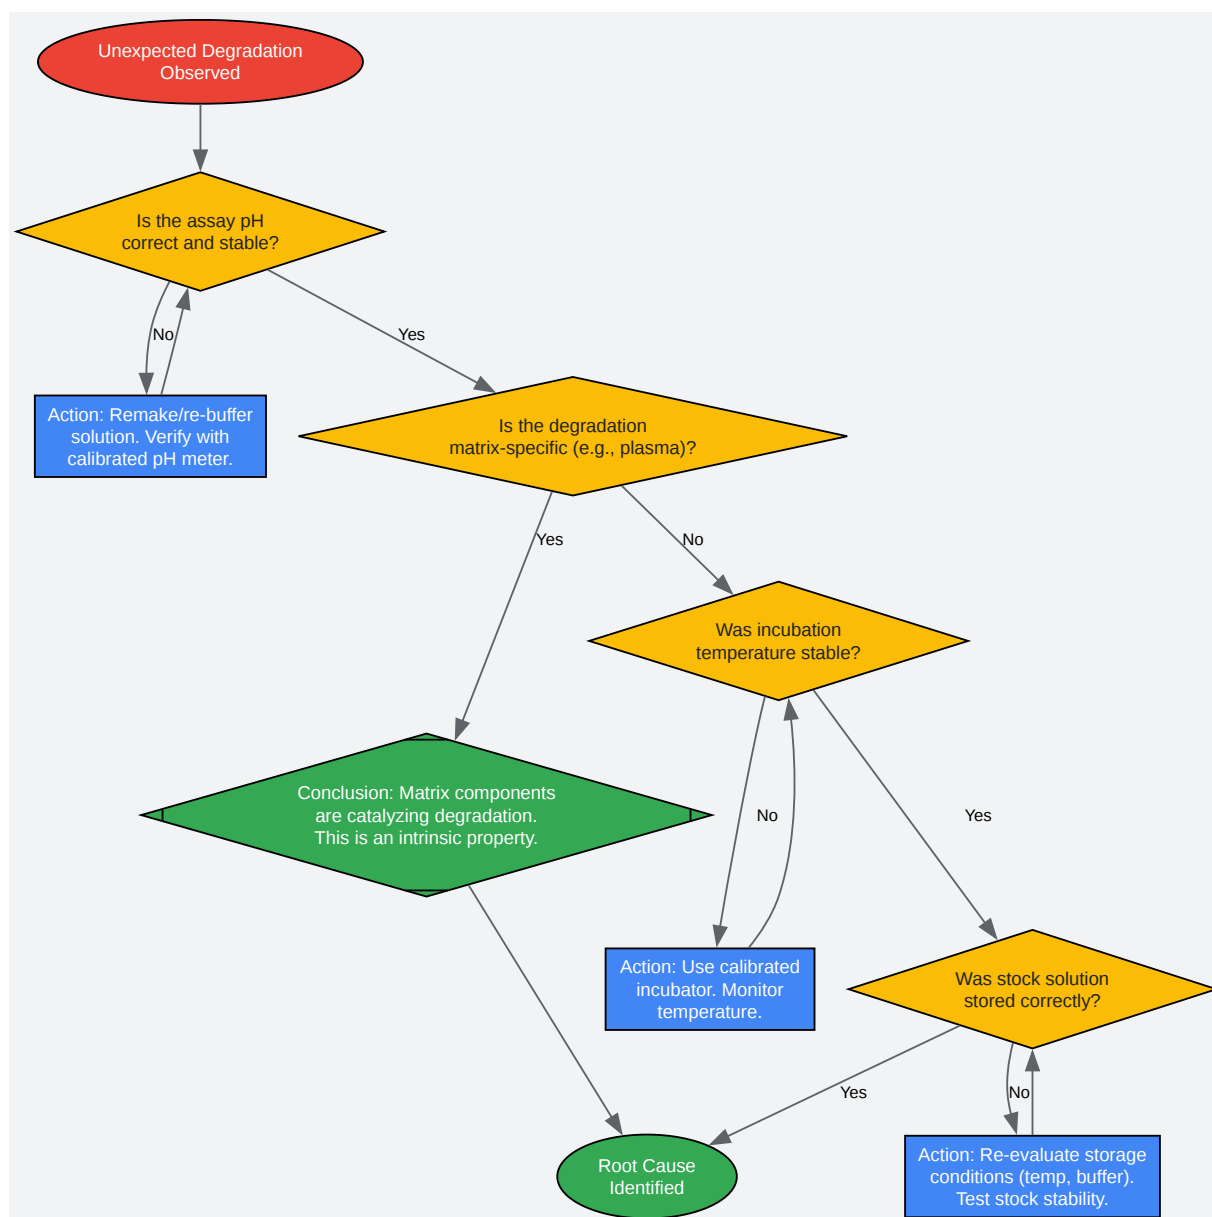 Unexpected Degradation
Observed
Is the assay pH
correct and stable?
No
Yes
Action: Remake/re-buffer
solution. Verify with
calibrated pH meter.
Is the degradation
matrix-specific (e.g., plasma)?
Yes
No
Was incubation
temperature stable?
Conclusion: Matrix components
are catalyzing degradation.
This is an intrinsic property.
No
Yes
Action: Use calibrated
incubator. Monitor
temperature.
Was stock solution
stored correctly?
Yes
No
Root Cause
Identified
Action: Re-evaluate storage
conditions (temp, buffer).
Test stock stability.